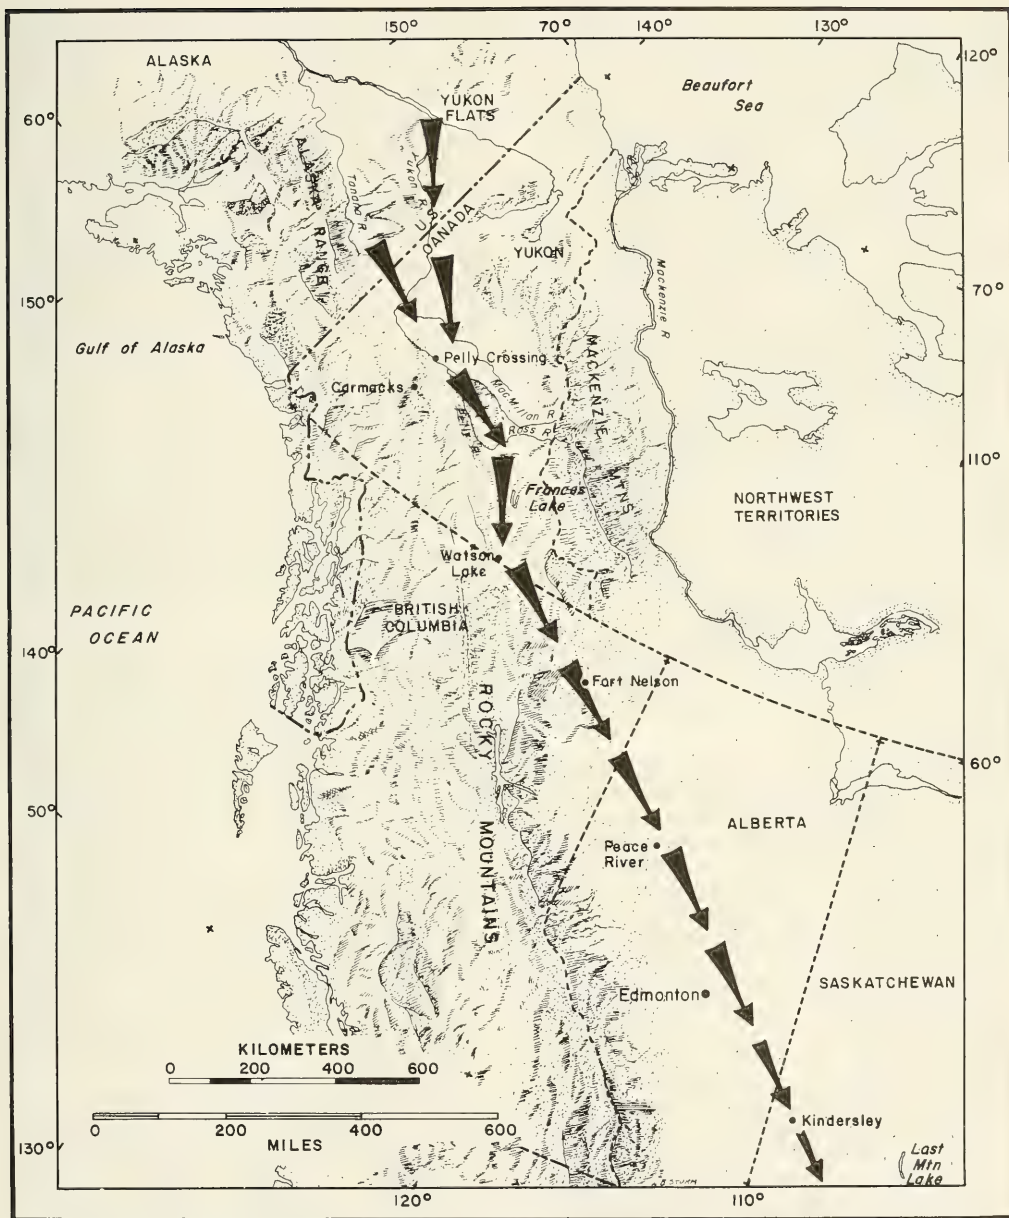 150°
70°
140°
130°
120°
ALASKA
YUKON
FLATS
Beaufort
Sea
60°
ALASKA
RANGE
Tanana R.
Yukon R.
U.S.
CANADA
YUKON
Mackenzie R
150°
70°
Gulf of Alaska
Pelly Crossing
Carmacks
MacMillan R.
Ross R.
Pelly R.
MACKENZIE
MTNS
110°
Frances
Lake
NORTHWEST
TERRITORIES
Watson
Lake
BRITISH
COLUMBIA
PACIFIC
OCEAN
140°
Fort Nelson
ROCKY
MOUNTAINS
60°
50°
ALBERTA
Peace
River
SASKATCHEWAN
Edmonton
KILOMETERS
0 200 400 600
Kindersley
0 200 400 600
MILES
130°
Last
Mtn
Lake
120°
110°